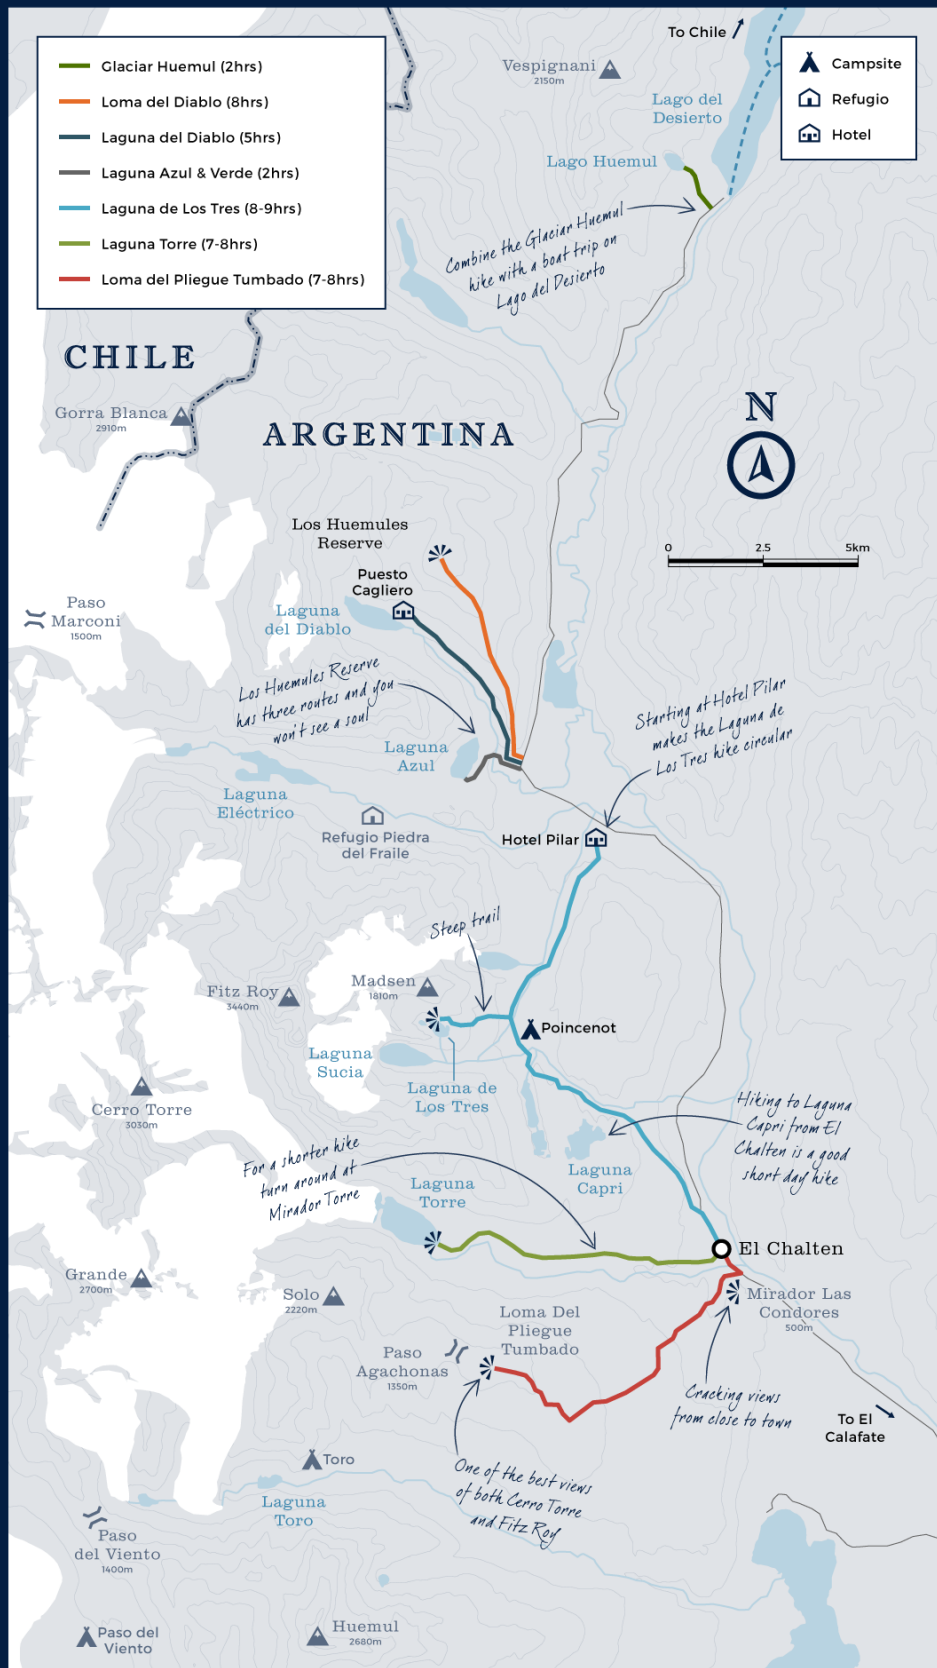 Glaciar Huemul (2hrs)
Loma del Diablo (8hrs)
Laguna del Diablo (5hrs)
Laguna Azul & Verde (2hrs)
Laguna de Los Tres (8-9hrs)
Laguna Torre (7-8hrs)
Loma del Pliegue Tumbado (7-8hrs)
To Chile
Campsite
Refugio
Hotel
Vespignani
2150m
Lago del
Desierto
Lago Huemul
Combine the Glaciar Huemul
hike with a boat trip on
Lago del Desierto
CHILE
Gorra Blanca
2910m
ARGENTINA
N
0
2.5
5km
Los Huemules
Reserve
Puesto
Cagliero
Laguna
del Diablo
Paso
Marconi
1500m
Los Huemules Reserve
has three routes and you
won't see a soul
Starting at Hotel Pilar
makes the Laguna de
Los Tres hike circular
Laguna
Azul
Laguna
Eléctrico
Refugio Piedra
del Fraile
Hotel Pilar
Steep trail
Madsen
1810m
Fitz Roy
3440m
Poincenot
Laguna
Sucia
Laguna de
Los Tres
Cerro Torre
3030m
Hiking to Laguna
Capri from El
Chalten is a good
short day hike
For a shorter hike
turn around at
Mirador Torre
Laguna
Capri
Laguna
Torre
El Chalten
Grande
2700m
Solo
2220m
Mirador Las
Condores
500m
Loma Del
Pliegue
Tumbado
Paso
Agachonas
1350m
Cracking views
from close to town
To El
Calafate
Toro
One of the best views
of both Cerro Torre
and Fitz Roy
Laguna
Toro
Paso
del Viento
1400m
Paso del
Viento
Huemul
2680m